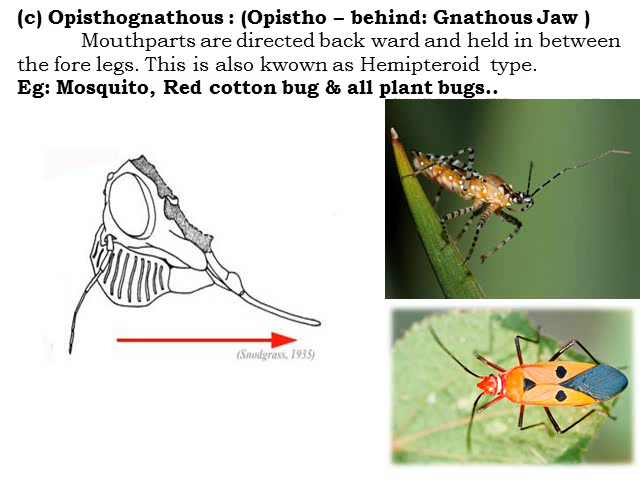 (c) Opisthognathous : (Opistho – behind: Gnathous Jaw )
Mouthparts are directed back ward and held in between
the fore legs. This is also kwown as Hemipteroid type.
Eg: Mosquito, Red cotton bug & all plant bugs..
(Snodgrass, 1935)